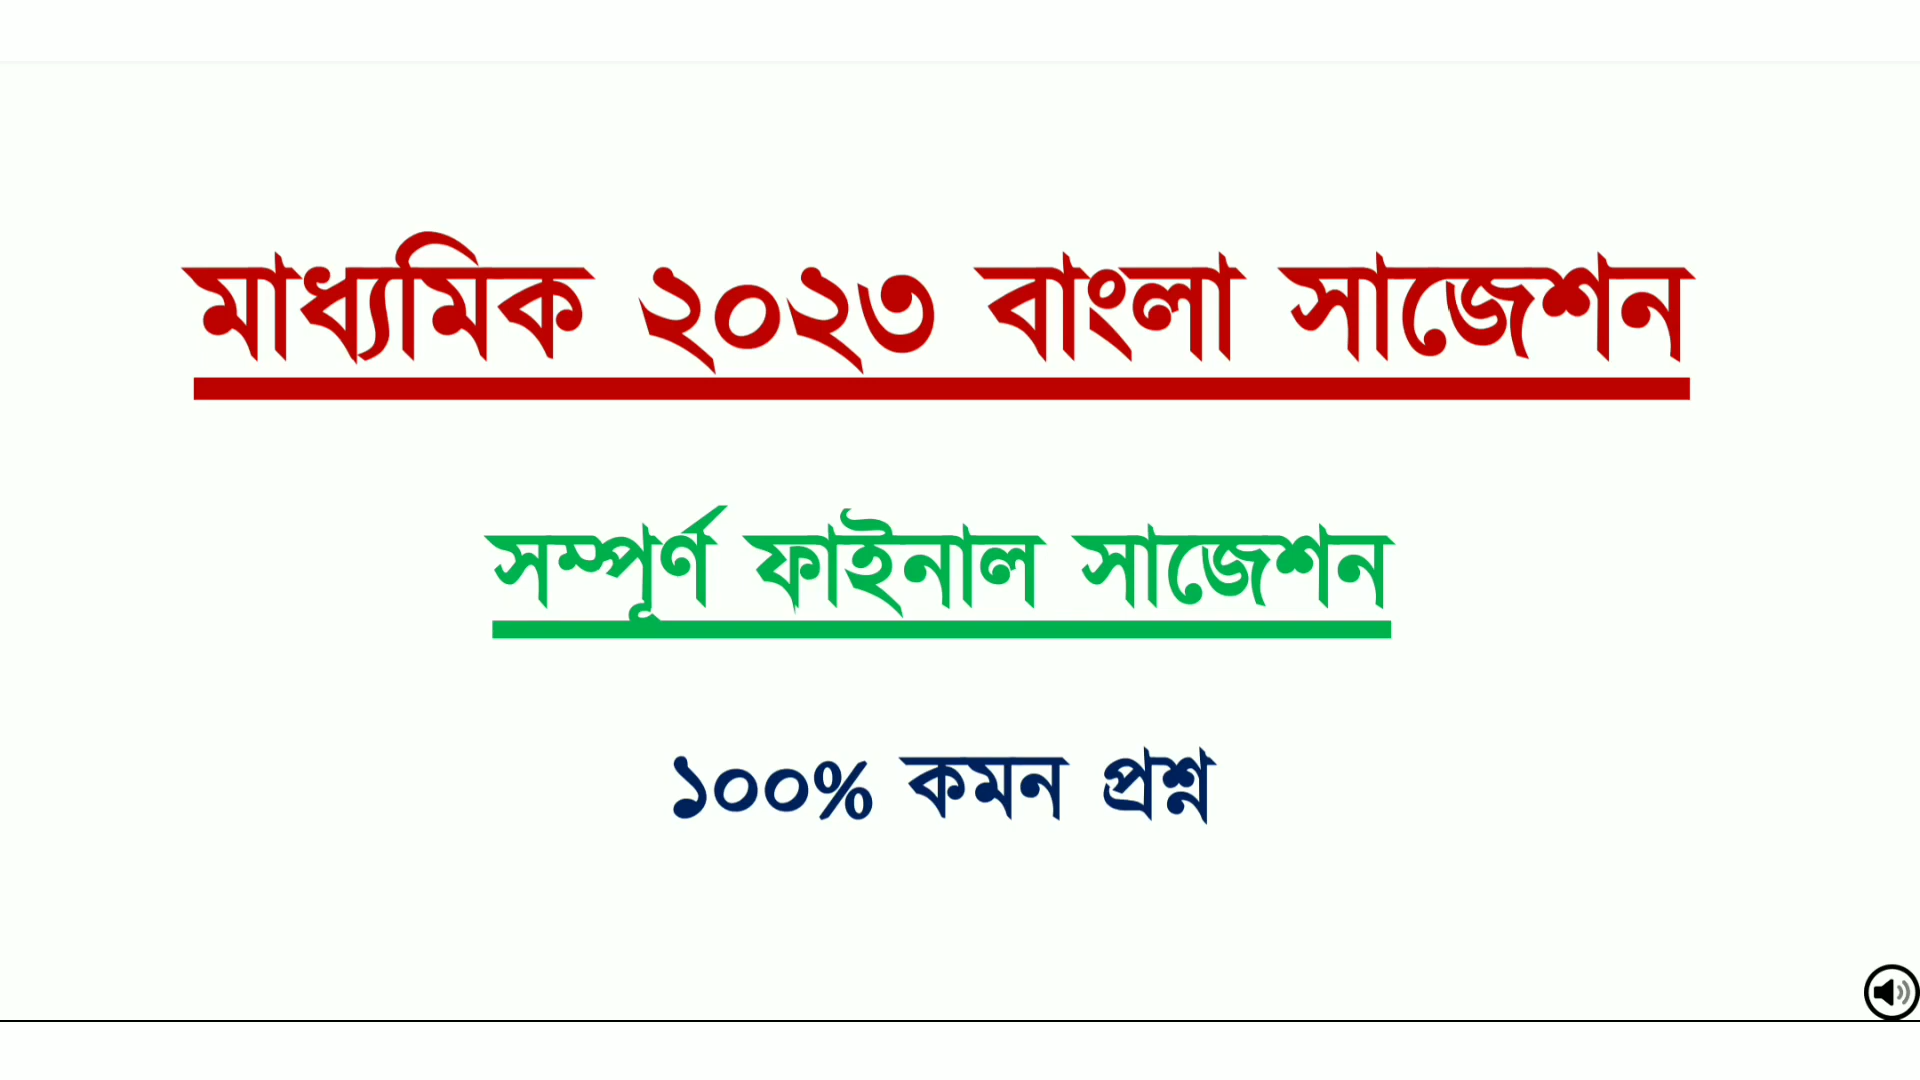 মাধ্যমিক ২০২৩ বাংলা সাজেশন
সম্পূর্ণ ফাইনাল সাজেশন
১০০% কমন প্রশ্ন